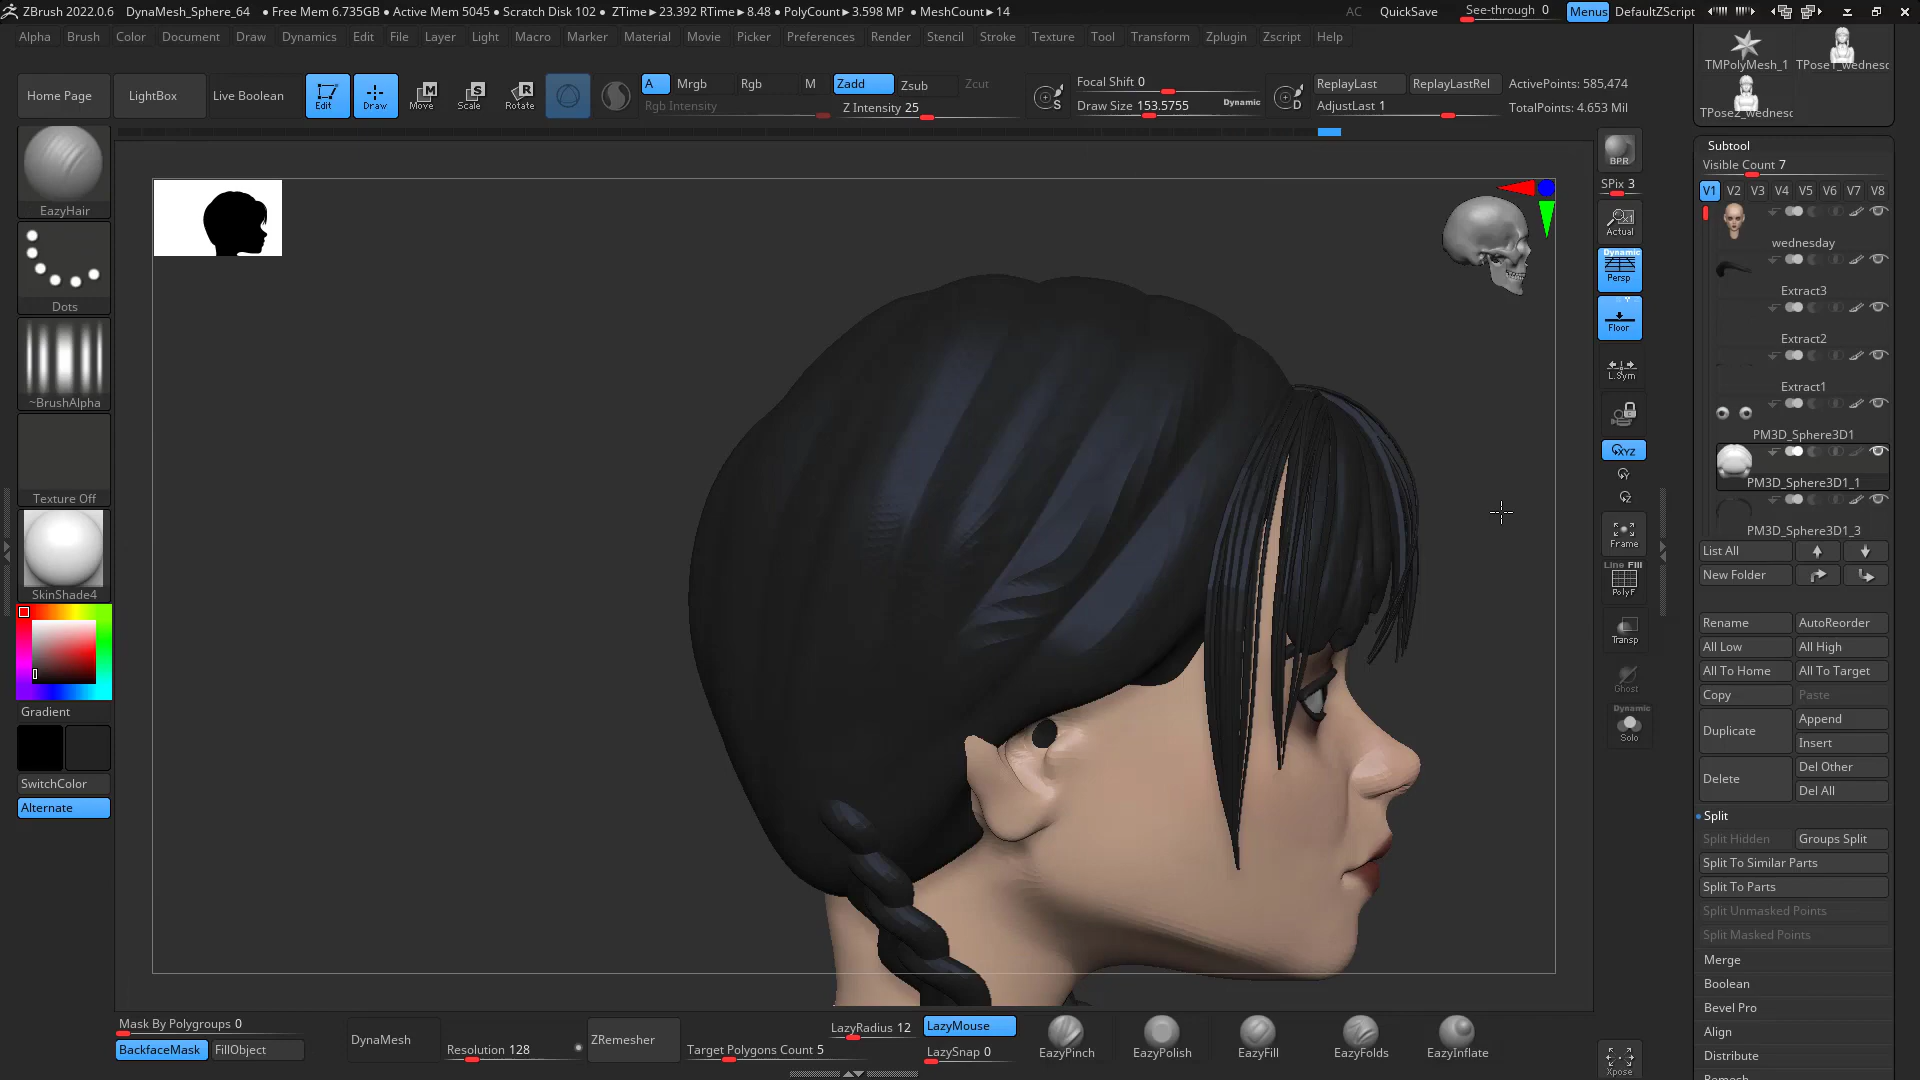 ZBrush 2022.0.6 DynaMesh_Sphere_64 ● Free Mem 6.735GB ● Active Mem 5045 ● Scratch Disk 102 ● ZTime►23.392 RTime►8.48 ● PolyCount►3.598 MP ● MeshCount►14 AC QuickSave See-through 0 Menus DefaultZScript
Alpha Brush Color Document Draw Dynamics Edit File Layer Light Macro Marker Material Movie Picker Preferences Render Stencil Stroke Texture Tool Transform Zplugin Zscript Help
Home Page
LightBox
Live Boolean
Edit
Draw
Move
Scale
Rotate
A
Mrgb
Rgb
M
Rgb Intensity
Zadd
Zsub
Zcut
Z Intensity 25
S
Focal Shift 0
Draw Size 153.5755
Dynamic
D
ReplayLast
ReplayLastRel
AdjustLast 1
ActivePoints: 585,474
TotalPoints: 4.653 Mil
EazyHair
Dots
~BrushAlpha
Texture Off
SkinShade4
Gradient
SwitchColor
Alternate
BPR
SPix 3
Actual
Dynamic
Persp
Floor
L.Sym
XYZ
Y
Z
Frame
Line Fill
PolyF
Transp
Ghost
Dynamic
Solo
Xpose
TMPolyMesh_1
TPose1_wednesc
TPose2_wednesc
Subtool
Visible Count 7
V1 V2 V3 V4 V5 V6 V7 V8
wednesday
Extract3
Extract2
Extract1
PM3D_Sphere3D1
PM3D_Sphere3D1_1
PM3D_Sphere3D1_3
List All
New Folder
Rename
AutoReorder
All Low
All High
All To Home
All To Target
Copy
Paste
Duplicate
Append
Insert
Delete
Del Other
Del All
Split
Split Hidden
Groups Split
Split To Similar Parts
Split To Parts
Split Unmasked Points
Split Masked Points
Merge
Boolean
Bevel Pro
Align
Distribute
Remesh
Mask By Polygroups 0
BackfaceMask
FillObject
DynaMesh
Resolution 128
ZRemesher
Target Polygons Count 5
LazyRadius 12
LazyMouse
LazySnap 0
EazyPinch
EazyPolish
EazyFill
EazyFolds
EazyInflate